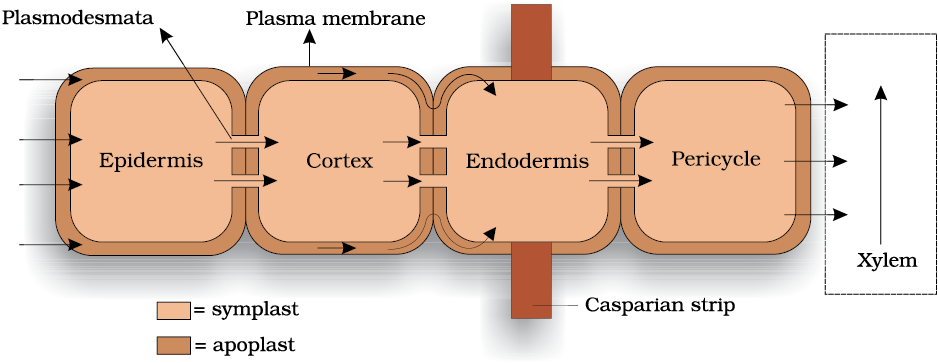 Plasmodesmata
Plasma membrane
Epidermis
Cortex
Endodermis
Pericycle
Xylem
Casparian strip
= symplast
= apoplast